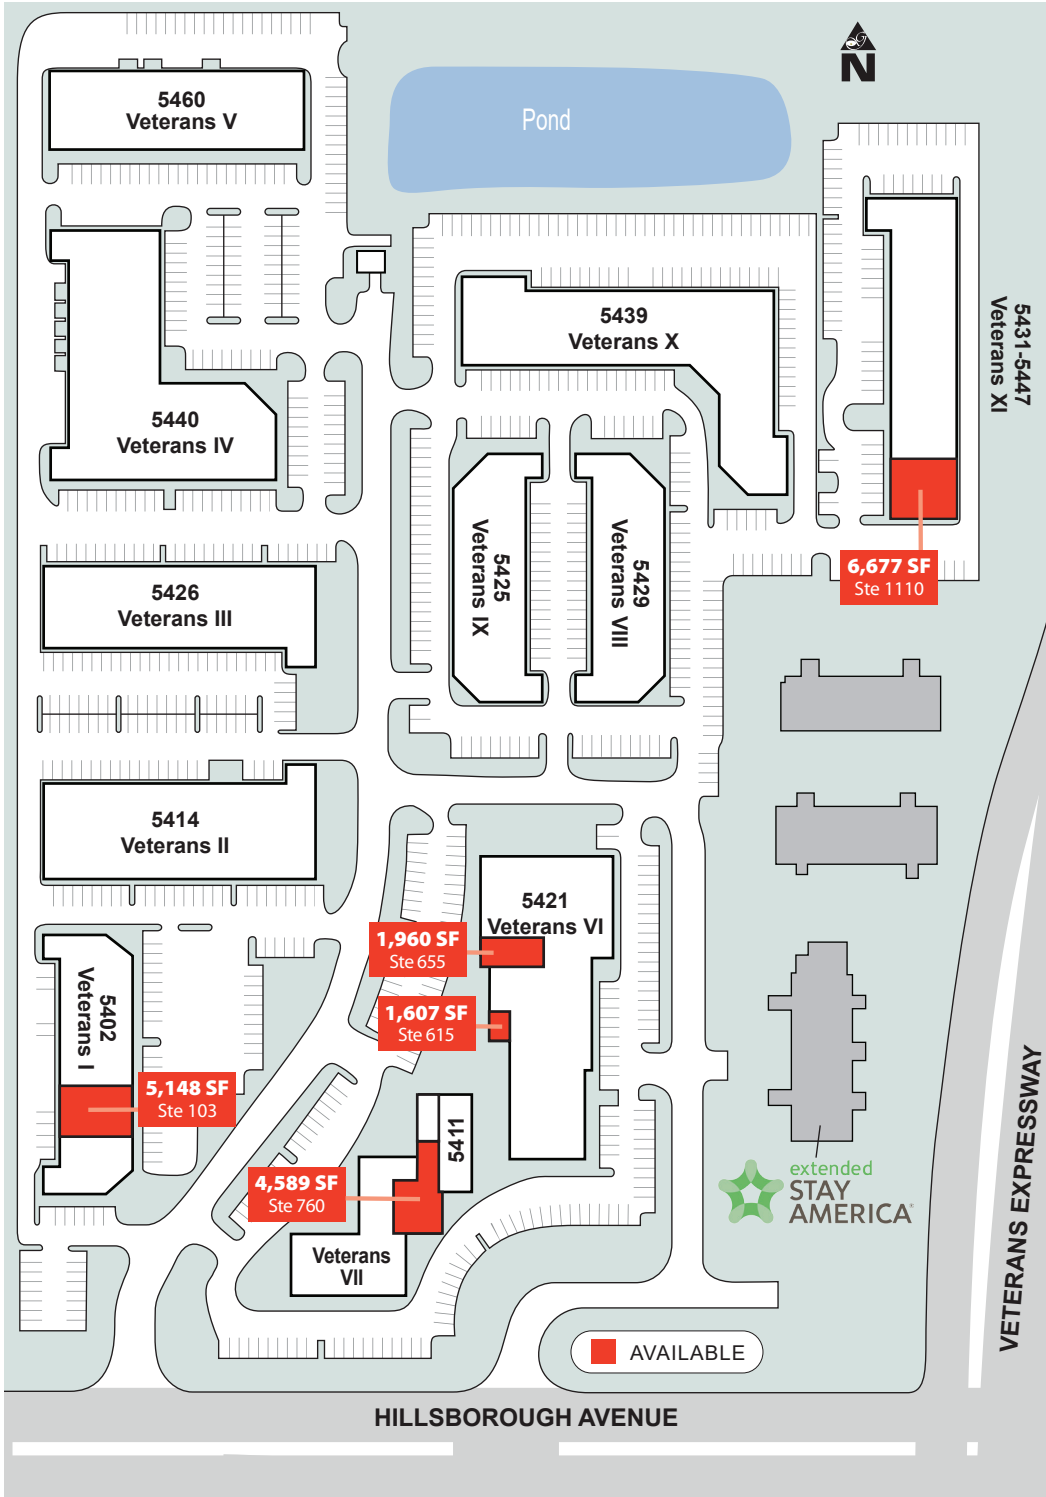 N
5460
Veterans V
Pond
5439
Veterans X
5431-5447
Veterans XI
5440
Veterans IV
5425
Veterans IX
5429
Veterans VIII
6,677 SF
Ste 1110
5426
Veterans III
5414
Veterans II
5421
Veterans VI
1,960 SF
Ste 655
1,607 SF
Ste 615
5402
Veterans I
5,148 SF
Ste 103
5411
4,589 SF
Ste 760
Veterans
VII
extended
STAY
AMERICA
VETERANS EXPRESSWAY
AVAILABLE
HILLSBOROUGH AVENUE